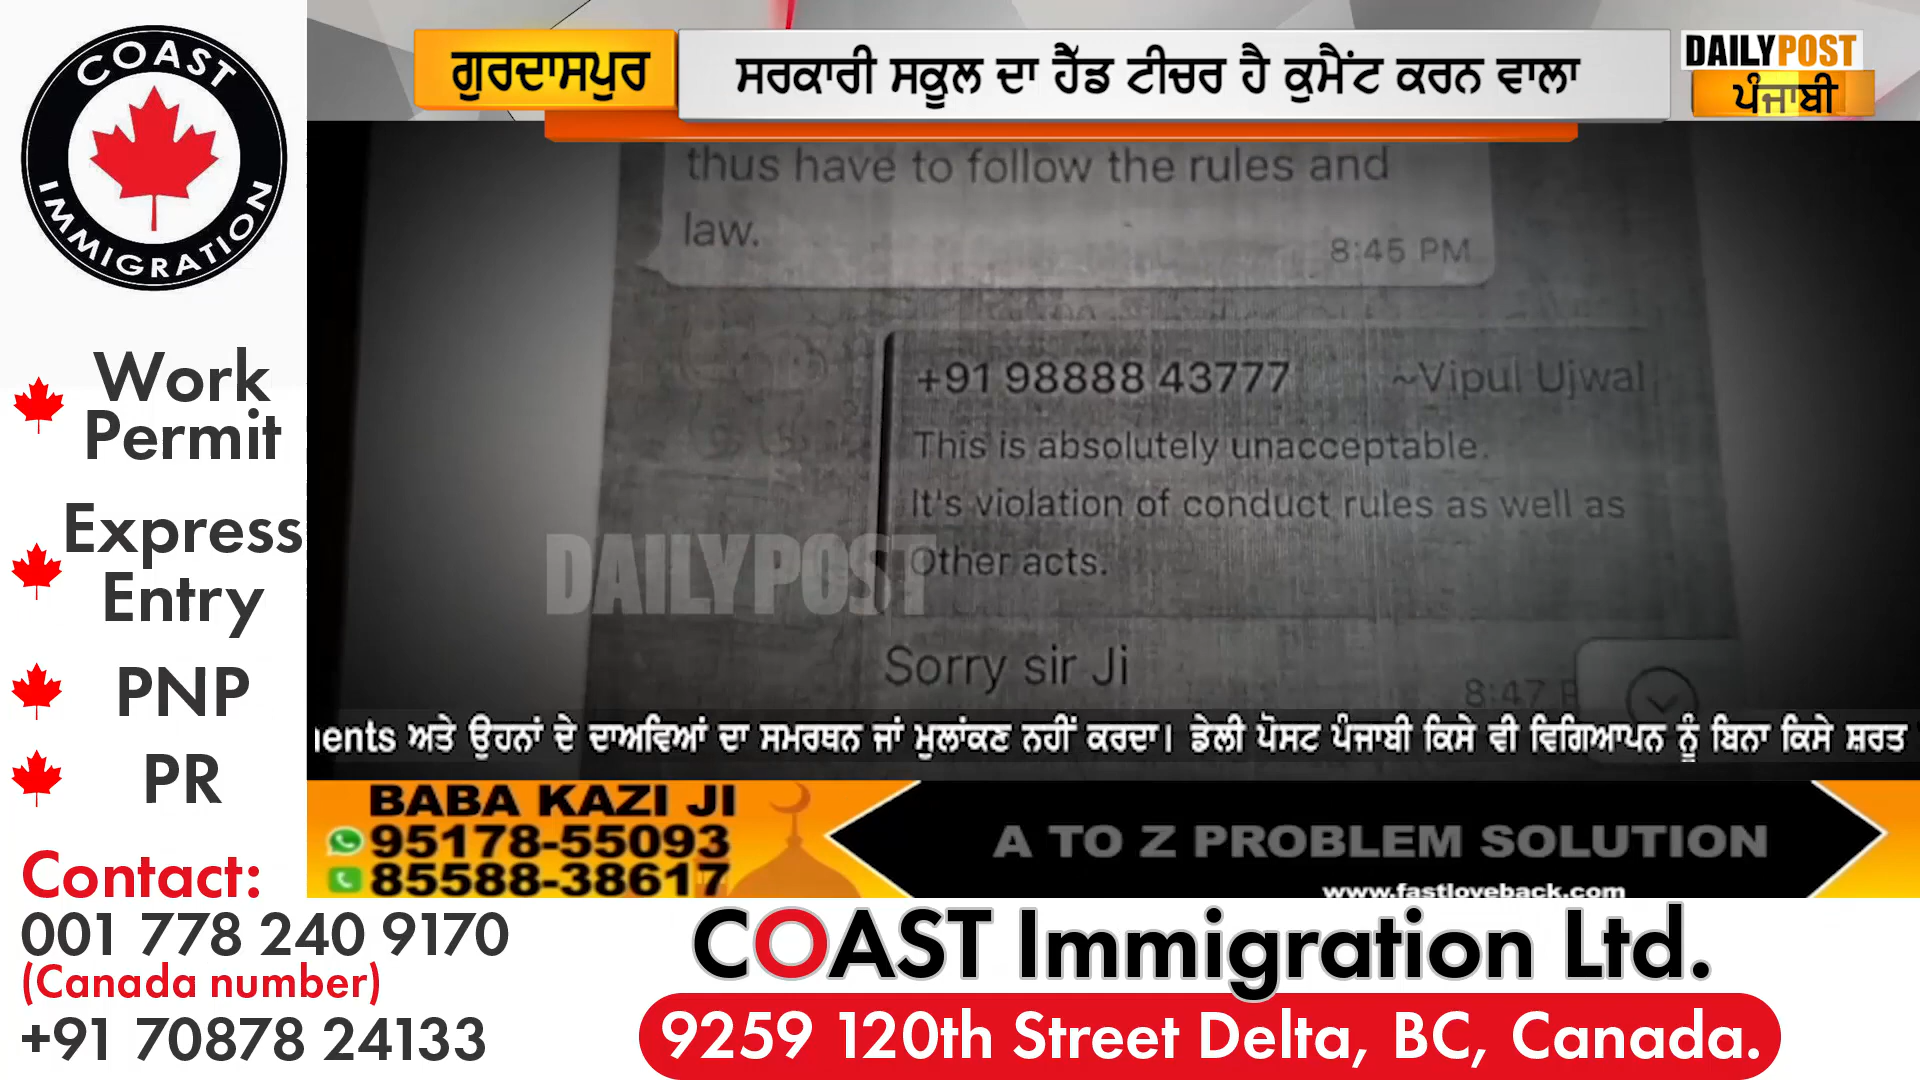 COAST
IMMIGRATION
Work
Permit
Express
Entry
PNP
PR
Contact:
001 778 240 9170
(Canada number)
+91 70878 24133
ਗੁਰਦਾਸਪੁਰ
ਸਰਕਾਰੀ ਸਕੂਲ ਦਾ ਹੈੱਡ ਟੀਚਰ ਹੈ ਕੁਮੈਂਟ ਕਰਨ ਵਾਲਾ
DAILYPOST
ਪੰਜਾਬੀ
thus have to follow the rules and
law.
8:45 PM
+91 98888 43777 ~Vipul Ujwal
This is absolutely unacceptable.
It's violation of conduct rules as well as
Other acts.
DAILYPOST
Sorry sir Ji
8:47 P
ments ਅਤੇ ਉਹਨਾਂ ਦੇ ਦਾਅਵਿਆਂ ਦਾ ਸਮਰਥਨ ਜਾਂ ਮੁਲਾਂਕਣ ਨਹੀਂ ਕਰਦਾ। ਡੇਲੀ ਪੋਸਟ ਪੰਜਾਬੀ ਕਿਸੇ ਵੀ ਵਿਗਿਆਪਨ ਨੂੰ ਬਿਨਾ ਕਿਸੇ ਸ਼ਰਤ
BABA KAZI JI
95178-55093
85588-38617
A TO Z PROBLEM SOLUTION
www.fastloveback.com
COAST Immigration Ltd.
9259 120th Street Delta, BC, Canada.